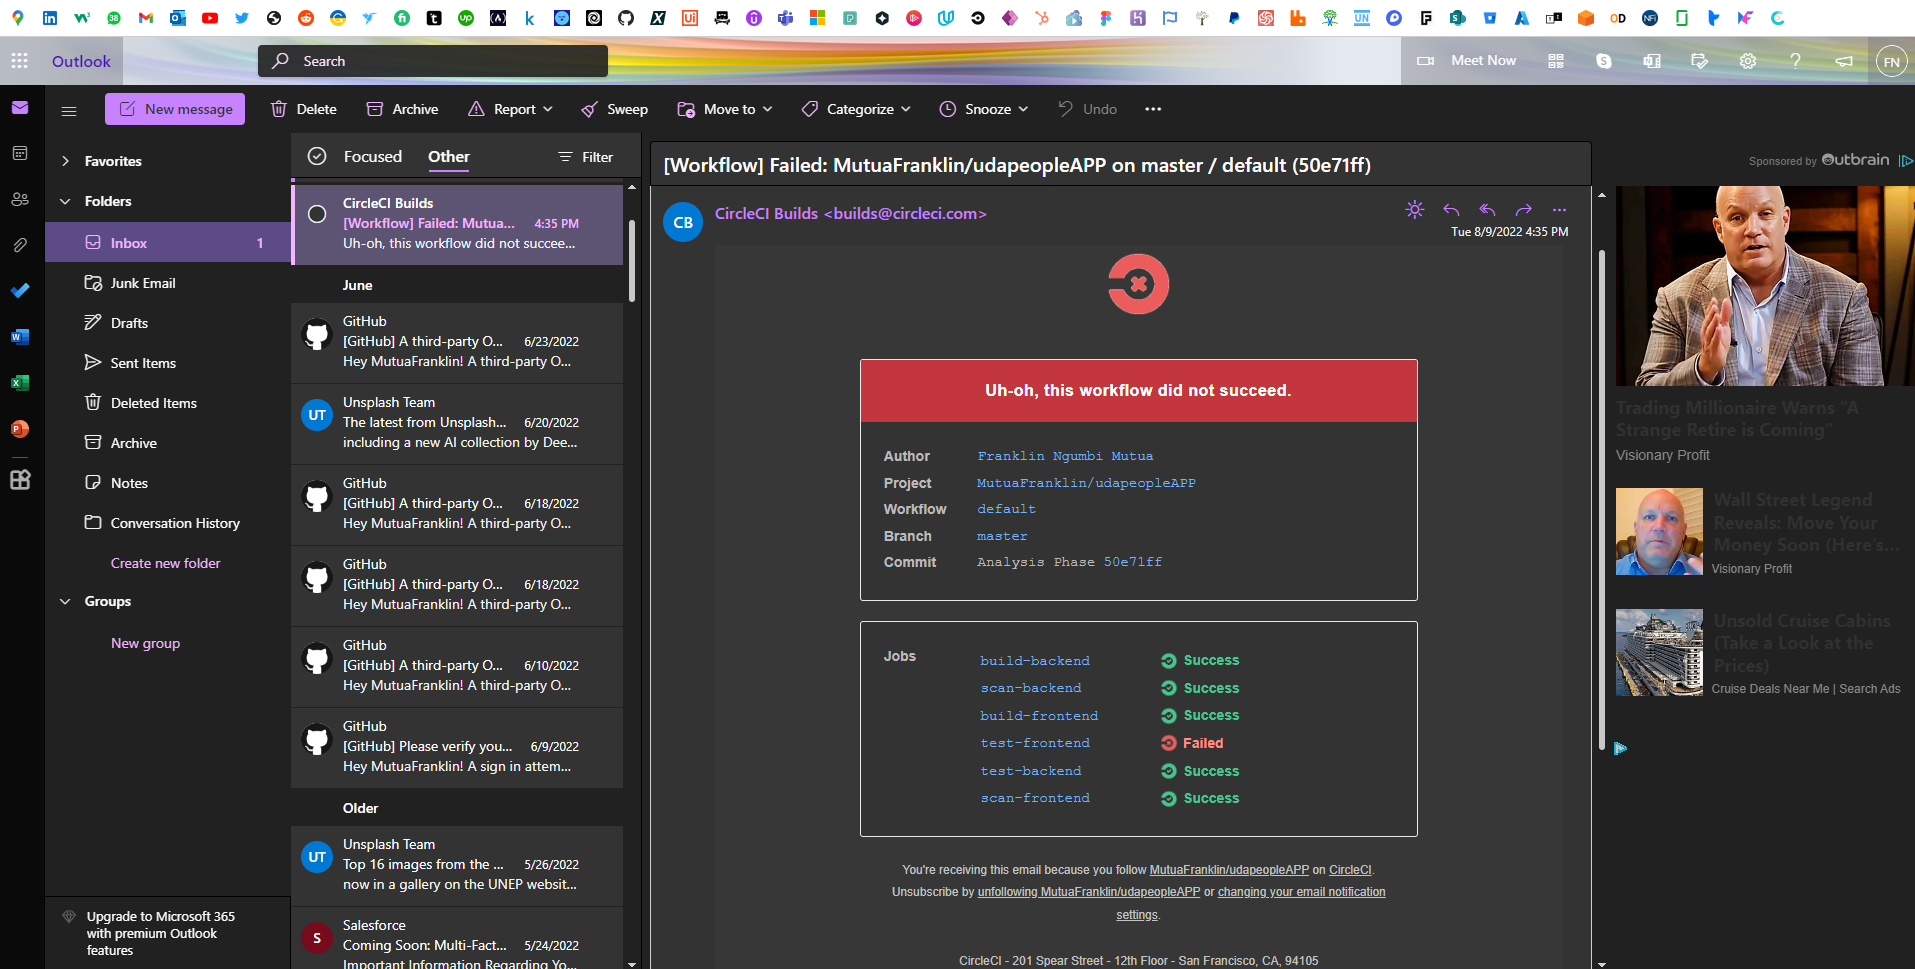 Outlook
Search
Meet Now
FN
New message
Delete
Archive
Report
Sweep
Move to
Categorize
Snooze
Undo
Favorites
Folders
Inbox 1
Junk Email
Drafts
Sent Items
Deleted Items
Archive
Notes
Conversation History
Create new folder
Groups
New group
Upgrade to Microsoft 365
with premium Outlook
features
Focused
Other
Filter
CircleCI Builds
[Workflow] Failed: Mutua... 4:35 PM
Uh-oh, this workflow did not succee...
June
GitHub
[GitHub] A third-party O... 6/23/2022
Hey MutuaFranklin! A third-party O...
UT
Unsplash Team
The latest from Unsplash... 6/20/2022
including a new AI collection by Dee...
GitHub
[GitHub] A third-party O... 6/18/2022
Hey MutuaFranklin! A third-party O...
GitHub
[GitHub] A third-party O... 6/18/2022
Hey MutuaFranklin! A third-party O...
GitHub
[GitHub] A third-party O... 6/10/2022
Hey MutuaFranklin! A third-party O...
GitHub
[GitHub] Please verify you... 6/9/2022
Hey MutuaFranklin! A sign in attem...
Older
UT
Unsplash Team
Top 16 images from the ... 5/26/2022
now in a gallery on the UNEP websit...
S
Salesforce
Coming Soon: Multi-Fact... 5/24/2022
Important Information Regarding Yo...
[Workflow] Failed: MutuaFranklin/udapeopleAPP on master / default (50e71ff)
CB
CircleCI Builds <builds@circleci.com>
Tue 8/9/2022 4:35 PM
Uh-oh, this workflow did not succeed.
Author Franklin Ngumbi Mutua
Project MutuaFranklin/udapeopleAPP
Workflow default
Branch master
Commit Analysis Phase 50e71ff
Jobs
build-backend Success
scan-backend Success
build-frontend Success
test-frontend Failed
test-backend Success
scan-frontend Success
You're receiving this email because you follow MutuaFranklin/udapeopleAPP on CircleCI.
Unsubscribe by unfollowing MutuaFranklin/udapeopleAPP or changing your email notification
settings.
CircleCI - 201 Spear Street - 12th Floor - San Francisco, CA, 94105
Sponsored by Outbrain
Trading Millionaire Warns "A
Strange Retire is Coming"
Visionary Profit
Wall Street Legend
Reveals: Move Your
Money Soon (Here's...
Visionary Profit
Unsold Cruise Cabins
(Take a Look at the
Prices)
Cruise Deals Near Me | Search Ads